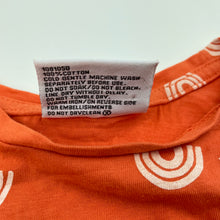 1081050
100%COTTON
COLD GENTLE MACHINE WASH
SEPARATELY BEFORE USE.
DO NOT SOAK/DO NOT BLEACH.
LINE DRY WITHOUT DELAY.
DO NOT TUMBLE DRY.
WARM IRON/ON REVERSE SIDE
FOR EMBELLISHMENTS
DO NOT DRYCLEAN